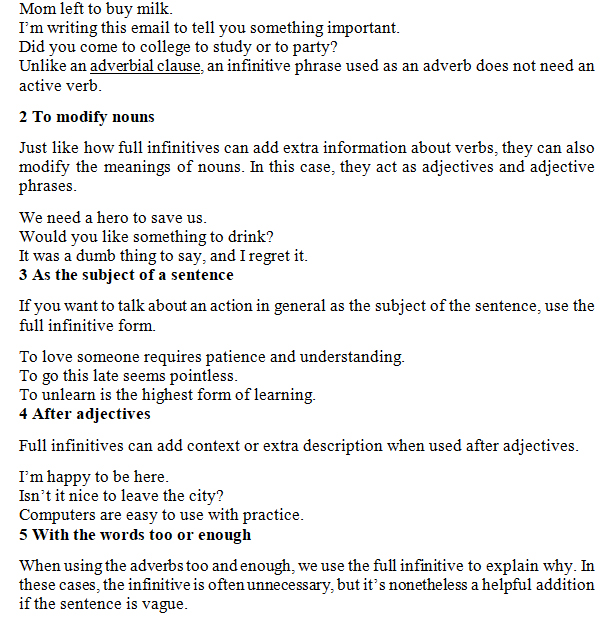 Mom left to buy milk.
I'm writing this email to tell you something important.
Did you come to college to study or to party?
Unlike an adverbial clause, an infinitive phrase used as an adverb does not need an
active verb.
2 To modify nouns
Just like how full infinitives can add extra information about verbs, they can also
modify the meanings of nouns. In this case, they act as adjectives and adjective
phrases.
We need a hero to save us.
Would you like something to drink?
It was a dumb thing to say, and I regret it.
3 As the subject of a sentence
If you want to talk about an action in general as the subject of the sentence, use the
full infinitive form.
To love someone requires patience and understanding.
To go this late seems pointless.
To unlearn is the highest form of learning.
4 After adjectives
Full infinitives can add context or extra description when used after adjectives.
I'm happy to be here.
Isn't it nice to leave the city?
Computers are easy to use with practice.
5 With the words too or enough
When using the adverbs too and enough, we use the full infinitive to explain why. In
these cases, the infinitive is often unnecessary, but it's nonetheless a helpful addition
if the sentence is vague.